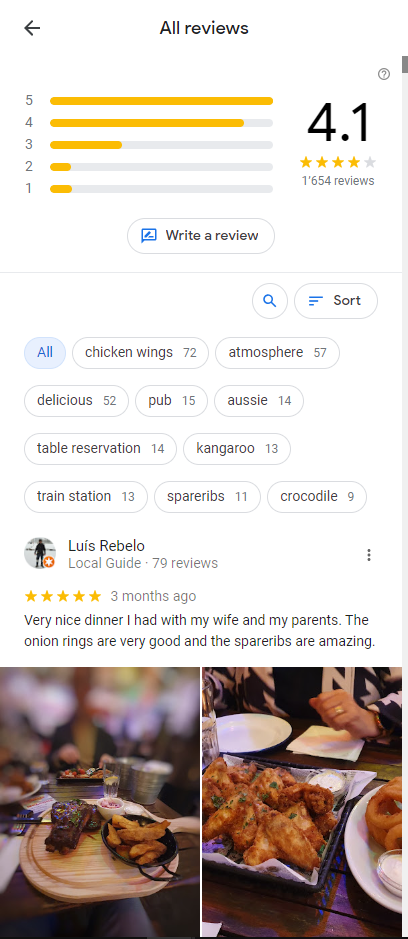 All reviews
5
4
3
2
1
4.1
1'654 reviews
Write a review
Sort
All
chicken wings 72
atmosphere 57
delicious 52
pub 15
aussie 14
table reservation 14
kangaroo 13
train station 13
spareribs 11
crocodile 9
Luís Rebelo
Local Guide · 79 reviews
3 months ago
Very nice dinner I had with my wife and my parents. The
onion rings are very good and the spareribs are amazing.